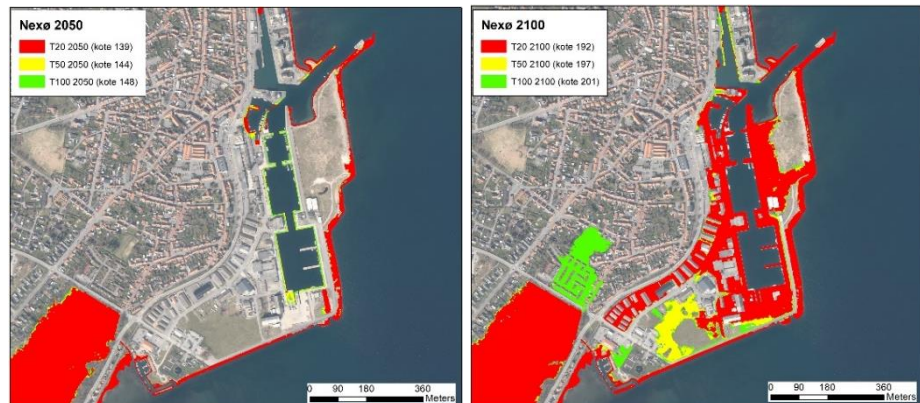 Nexø 2050
T20 2050 (kote 139)
T50 2050 (kote 144)
T100 2050 (kote 148)
0 90 180 360
Meters
Nexø 2100
T20 2100 (kote 192)
T50 2100 (kote 197)
T100 2100 (kote 201)
0 90 180 360
Meters